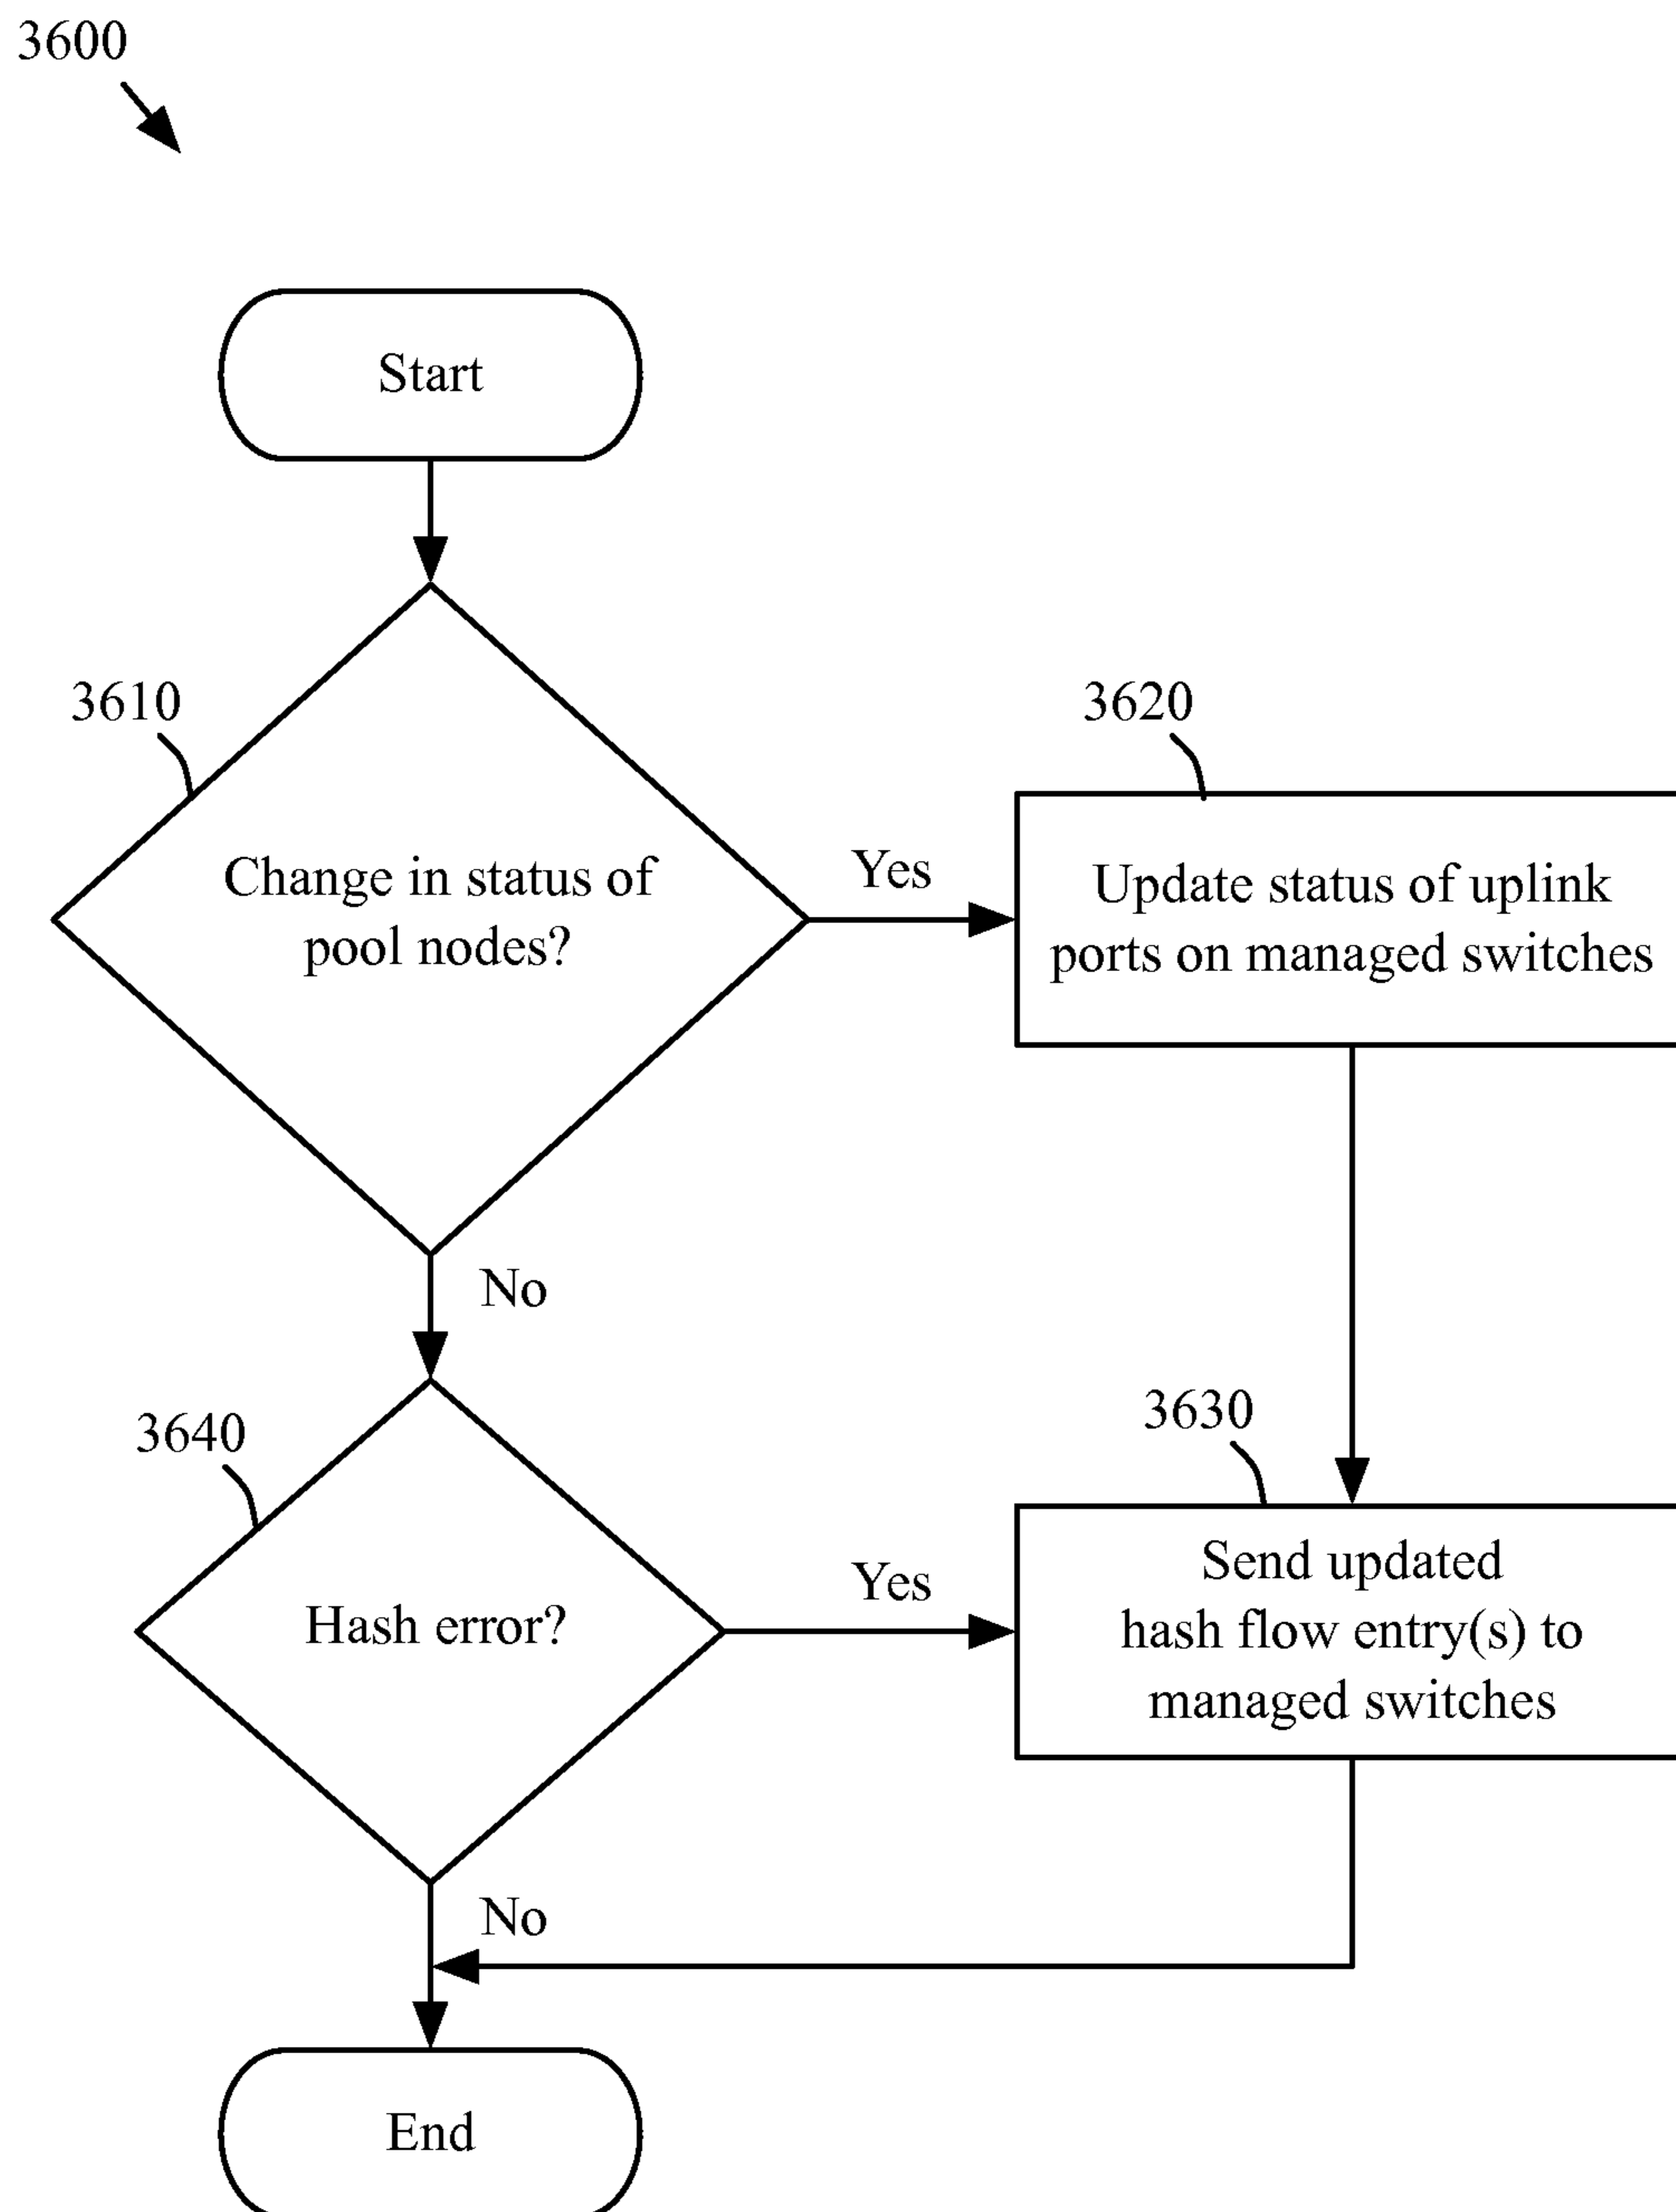 3600
Start
3610
Change in status of
pool nodes?
Yes
3620
Update status of uplink
ports on managed switches
No
3640
Hash error?
Yes
3630
Send updated
hash flow entry(s) to
managed switches
No
End